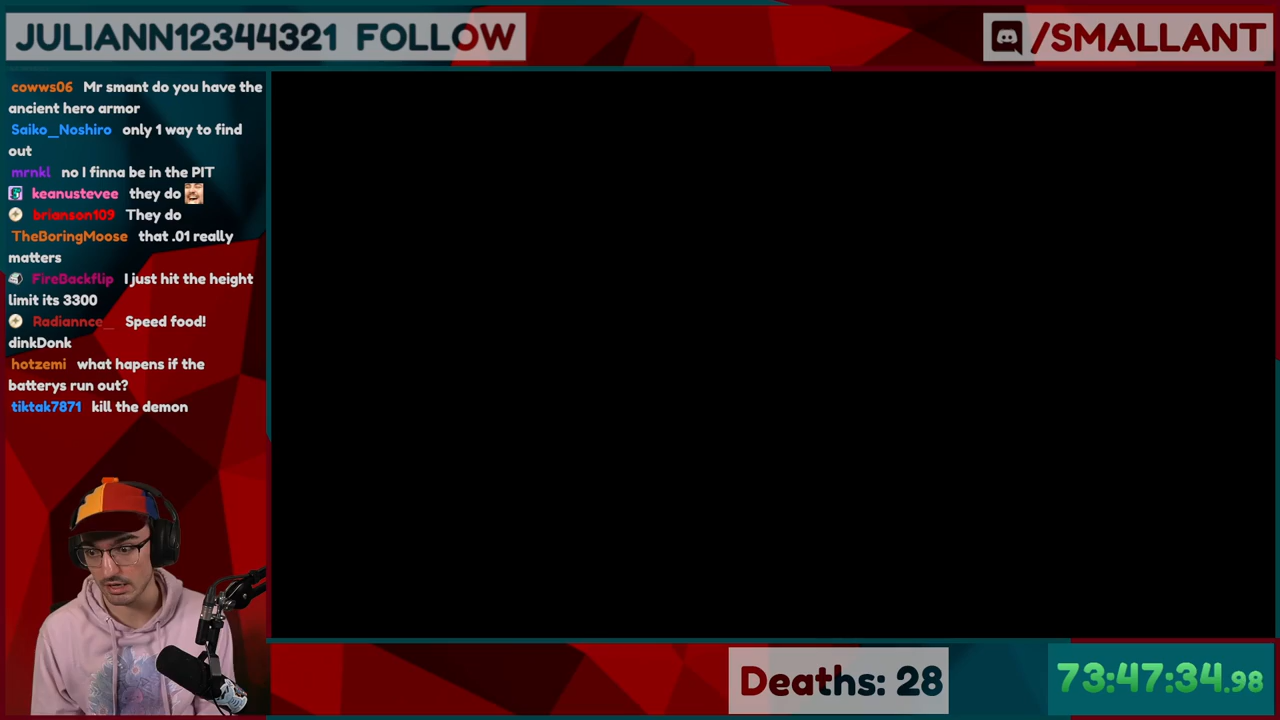 JULIANN12344321 FOLLOW
/SMALLANT
cowws06 Mr smant do you have the
ancient hero armor
Saiko_Noshiro only 1 way to find
out
mrnkl no I finna be in the PIT
keanustevee they do
brianson109 They do
TheBoringMoose that .01 really
matters
FireBackflip I just hit the height
limit its 3300
Radiannce_ Speed food!
dinkDonk
hotzemi what hapens if the
batterys run out?
tiktak7871 kill the demon
Deaths: 28
73:47:34.98